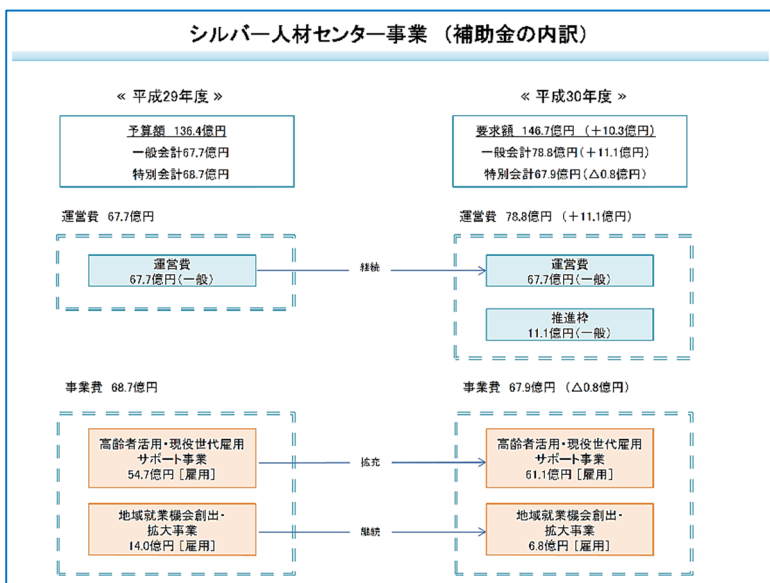 シルバー人材センター事業 （補助金の内訳）
≪ 平成29年度 ≫
≪ 平成30年度 ≫
予算額 136.4億円
一般会計67.7億円
特別会計68.7億円
要求額 146.7億円 （＋10.3億円）
一般会計78.8億円（＋11.1億円）
特別会計67.9億円（△0.8億円）
運営費 67.7億円
運営費 78.8億円 （＋11.1億円）
運営費
67.7億円（一般）
継続
運営費
67.7億円（一般）
推進枠
11.1億円（一般）
事業費 68.7億円
事業費 67.9億円 （△0.8億円）
高齢者活用・現役世代雇用
サポート事業
54.7億円 ［雇用］
拡充
高齢者活用・現役世代雇用
サポート事業
61.1億円 ［雇用］
地域就業機会創出・
拡大事業
14.0億円 ［雇用］
継続
地域就業機会創出・
拡大事業
6.8億円 ［雇用］